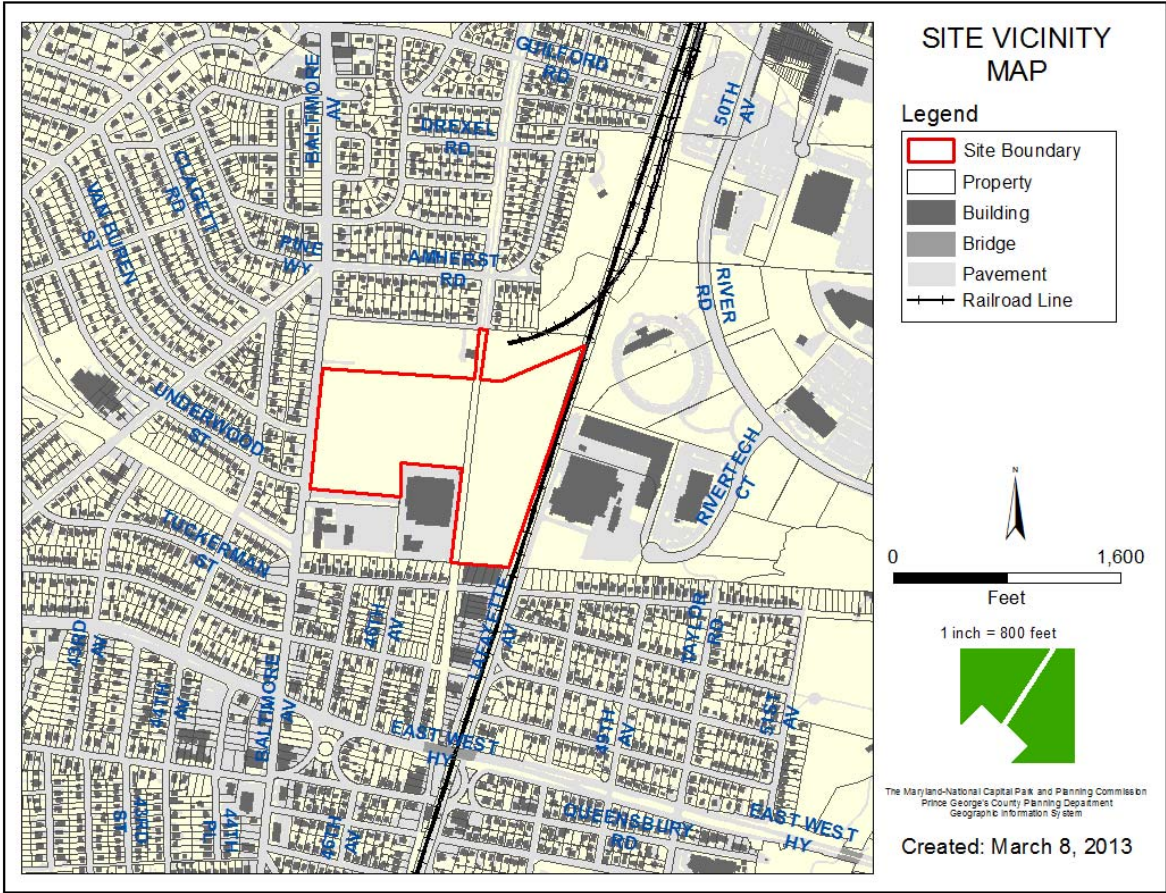 SITE VICINITY
MAP
Legend
Site Boundary
Property
Building
Bridge
Pavement
Railroad Line
N
0 1,600
Feet
1 inch = 800 feet
The Maryland-National Capital Park and Planning Commission
Prince George's County Planning Department
Geographic Information System
Created: March 8, 2013
GUILFORD
RD
BALTIMORE
AV
50TH
AV
DREXEL
RD
CLAGETT
RD
VAN BUREN
ST
PINE
WY
AMHERST
RD
RIVER
RD
UNDERWOOD
ST
RIVERTECH
CT
TUCKERMAN
ST
LAFAYETTE
AV
46TH
AV
TAYLOR
RD
43RD
AV
44TH
AV
BALTIMORE
AV
49TH
AV
51ST
AV
EAST WEST
HY
QUEENSBURY
RD
EAST WEST
HY
42ND
ST
44TH
PL
46TH
AV